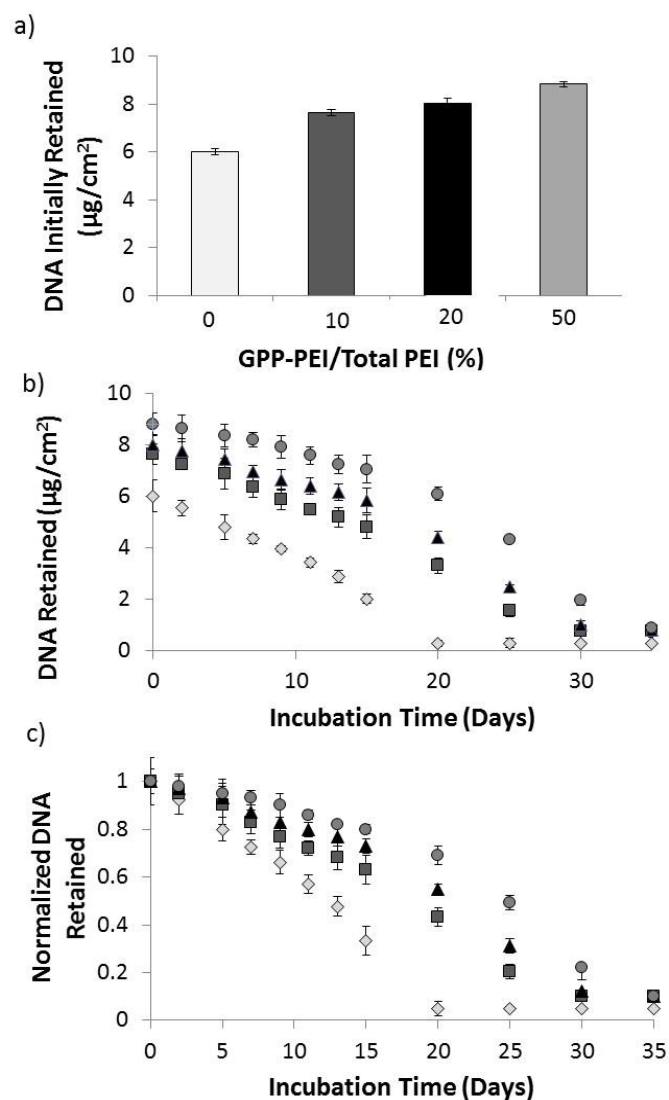 a)
DNA Initially Retained
(µg/cm²)
10
8
6
4
2
0
0 10 20 50
GPP-PEI/Total PEI (%)
b)
DNA Retained (µg/cm²)
10
8
6
4
2
0
0 10 20 30
Incubation Time (Days)
c)
Normalized DNA
Retained
1
0.8
0.6
0.4
0.2
0
0 5 10 15 20 25 30 35
Incubation Time (Days)